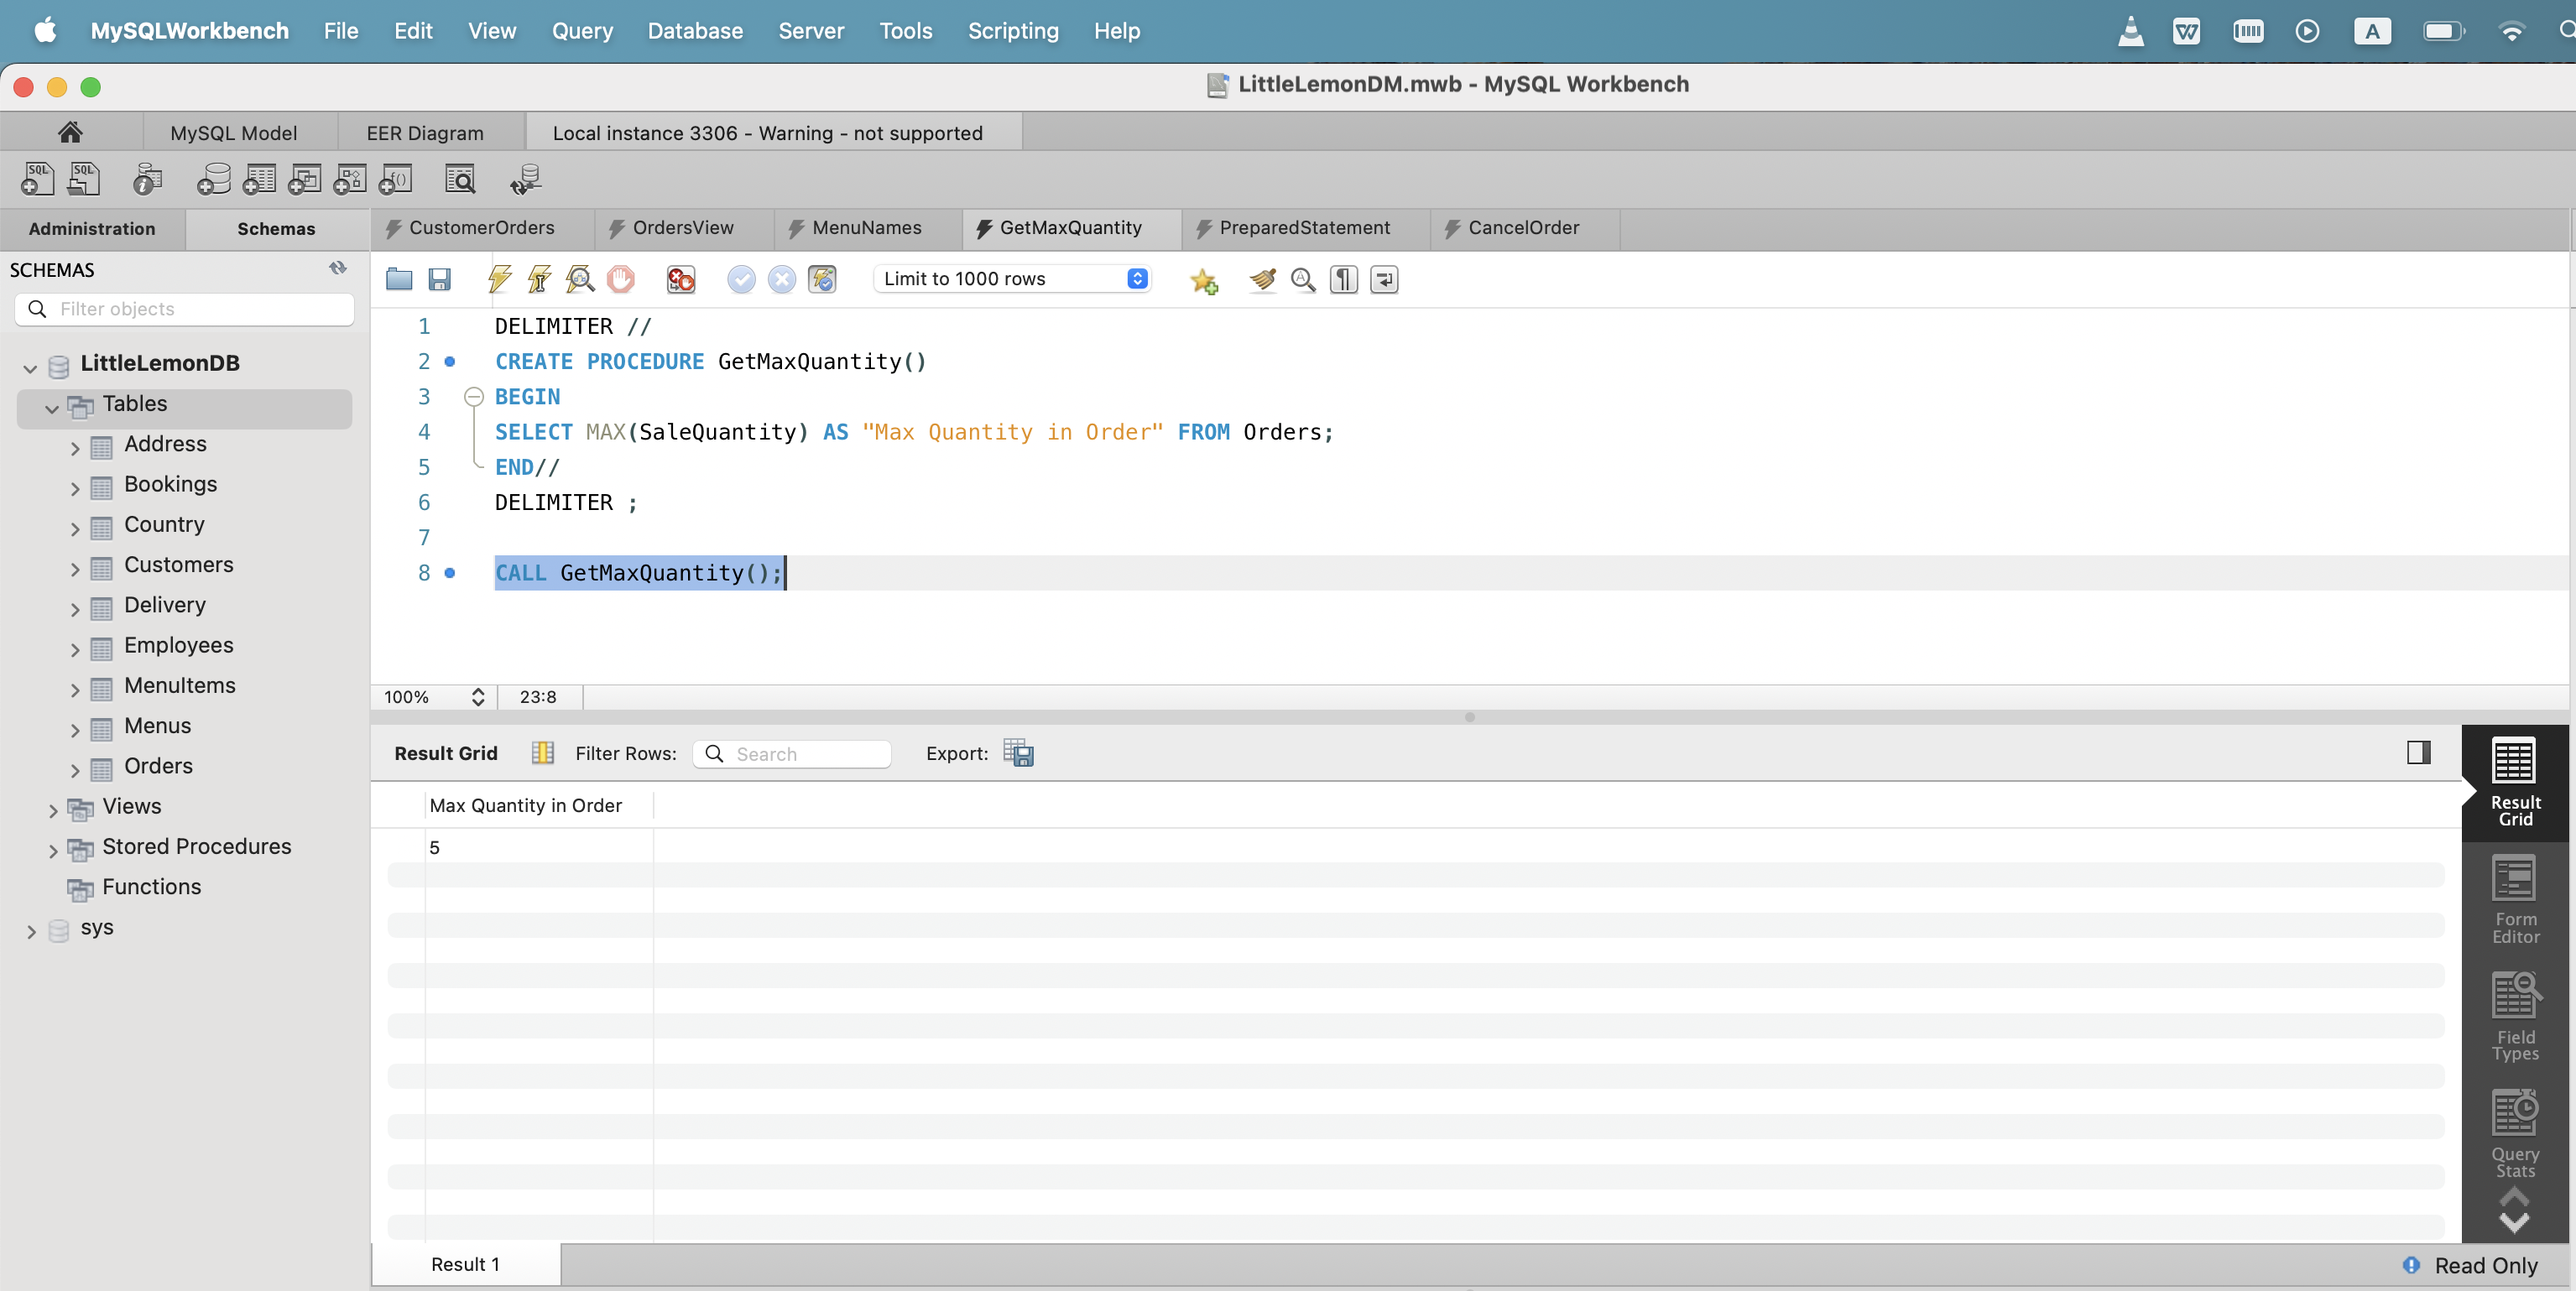 MySQLWorkbench File Edit View Query Database Server Tools Scripting Help A
LittleLemonDM.mwb - MySQL Workbench
MySQL Model EER Diagram Local instance 3306 - Warning - not supported
SQL SQL
Administration Schemas CustomerOrders OrdersView MenuNames GetMaxQuantity PreparedStatement CancelOrder
SCHEMAS
Filter objects
LittleLemonDB
Tables
Address
Bookings
Country
Customers
Delivery
Employees
MenuItems
Menus
Orders
Views
Stored Procedures
Functions
sys
Limit to 1000 rows
1 DELIMITER //
2 CREATE PROCEDURE GetMaxQuantity()
3 BEGIN
4 SELECT MAX(SaleQuantity) AS "Max Quantity in Order" FROM Orders;
5 END//
6 DELIMITER ;
7
8 CALL GetMaxQuantity();
100% 23:8
Result Grid Filter Rows: Search Export:
Max Quantity in Order
5
Result
Grid
Form
Editor
Field
Types
Query
Stats
Result 1
Read Only